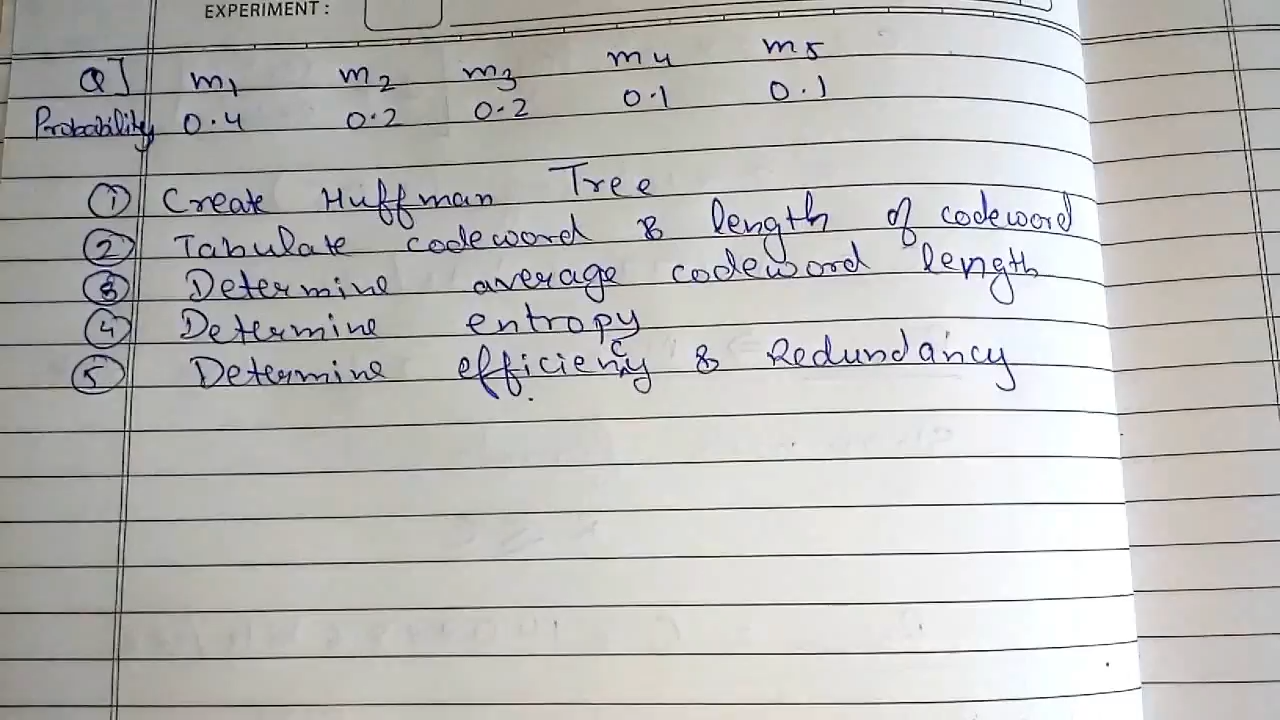 EXPERIMENT :
Q] m1 m2 m3 m4 m5
Probability 0.4 0.2 0.2 0.1 0.1
① Create Huffman Tree
② Tabulate codeword & length of codeword
③ Determine average codeword length
④ Determine entropy
⑤ Determine efficiency & Redundancy